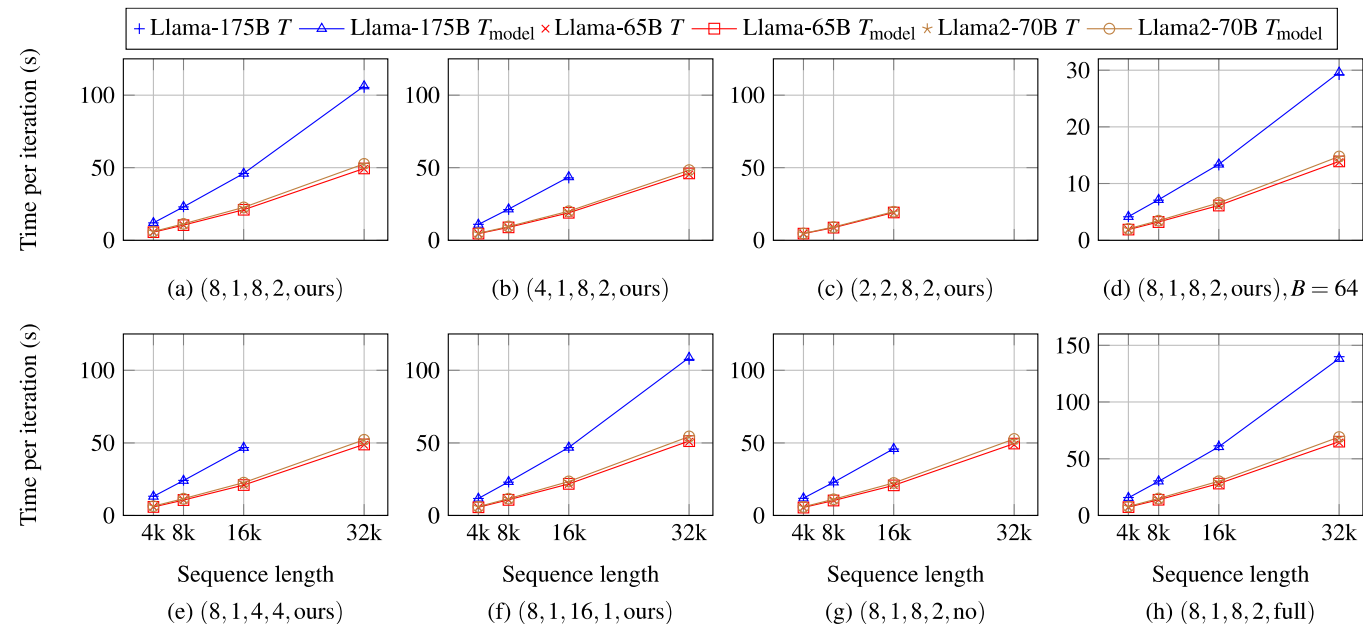 Llama-175B T Llama-175B T_model Llama-65B T Llama-65B T_model Llama2-70B T Llama2-70B T_model
Time per iteration (s)
100
50
0
100
50
0
100
50
0
30
20
10
0
(a) (8,1,8,2,ours)
(b) (4,1,8,2,ours)
(c) (2,2,8,2,ours)
(d) (8,1,8,2,ours), B = 64
Time per iteration (s)
100
50
0
100
50
0
100
50
0
150
100
50
0
4k 8k 16k 32k
4k 8k 16k 32k
4k 8k 16k 32k
4k 8k 16k 32k
Sequence length
Sequence length
Sequence length
Sequence length
(e) (8,1,4,4,ours)
(f) (8,1,16,1,ours)
(g) (8,1,8,2,no)
(h) (8,1,8,2,full)